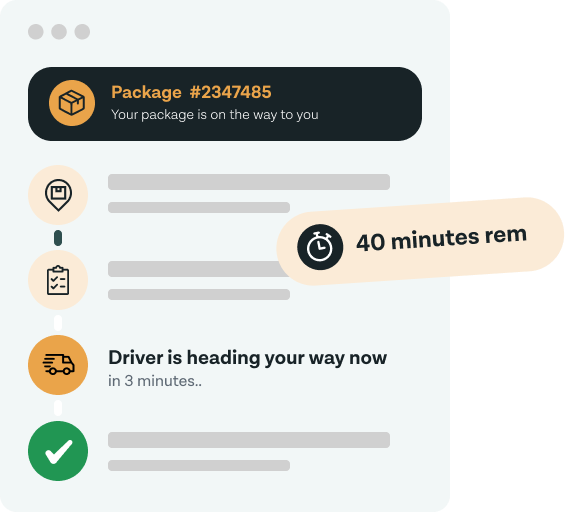 Package #2347485
Your package is on the way to you
40 minutes rem
Driver is heading your way now
in 3 minutes..